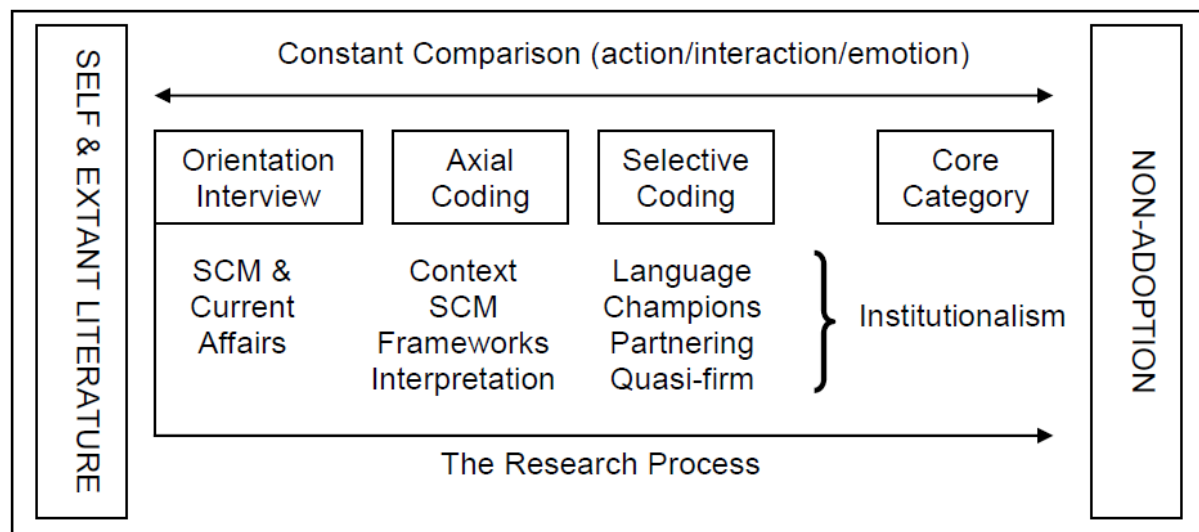 SELF & EXTANT LITERATURE
Constant Comparison (action/interaction/emotion)
Orientation
Interview
Axial
Coding
Selective
Coding
Core
Category
SCM &
Current
Affairs
Context
SCM
Frameworks
Interpretation
Language
Champions
Partnering
Quasi-firm
Institutionalism
The Research Process
NON-ADOPTION